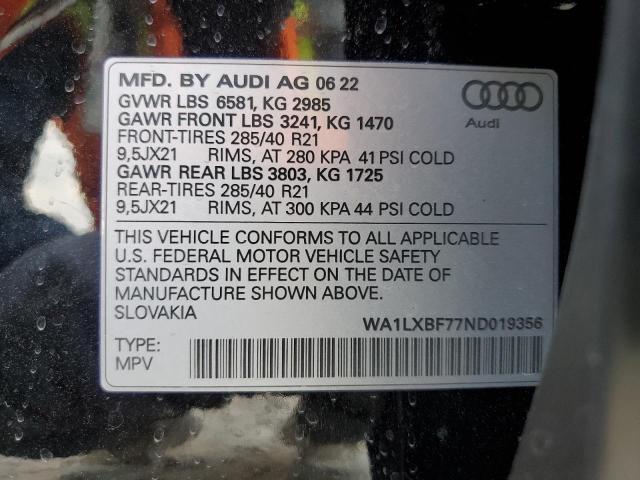 MFD. BY AUDI AG 06 22
GVWR LBS 6581, KG 2985
GAWR FRONT LBS 3241, KG 1470
FRONT-TIRES 285/40 R21
9,5JX21 RIMS, AT 280 KPA 41 PSI COLD
GAWR REAR LBS 3803, KG 1725
REAR-TIRES 285/40 R21
9,5JX21 RIMS, AT 300 KPA 44 PSI COLD
Audi
THIS VEHICLE CONFORMS TO ALL APPLICABLE
U.S. FEDERAL MOTOR VEHICLE SAFETY
STANDARDS IN EFFECT ON THE DATE OF
MANUFACTURE SHOWN ABOVE.
SLOVAKIA
WA1LXBF77ND019356
TYPE:
MPV